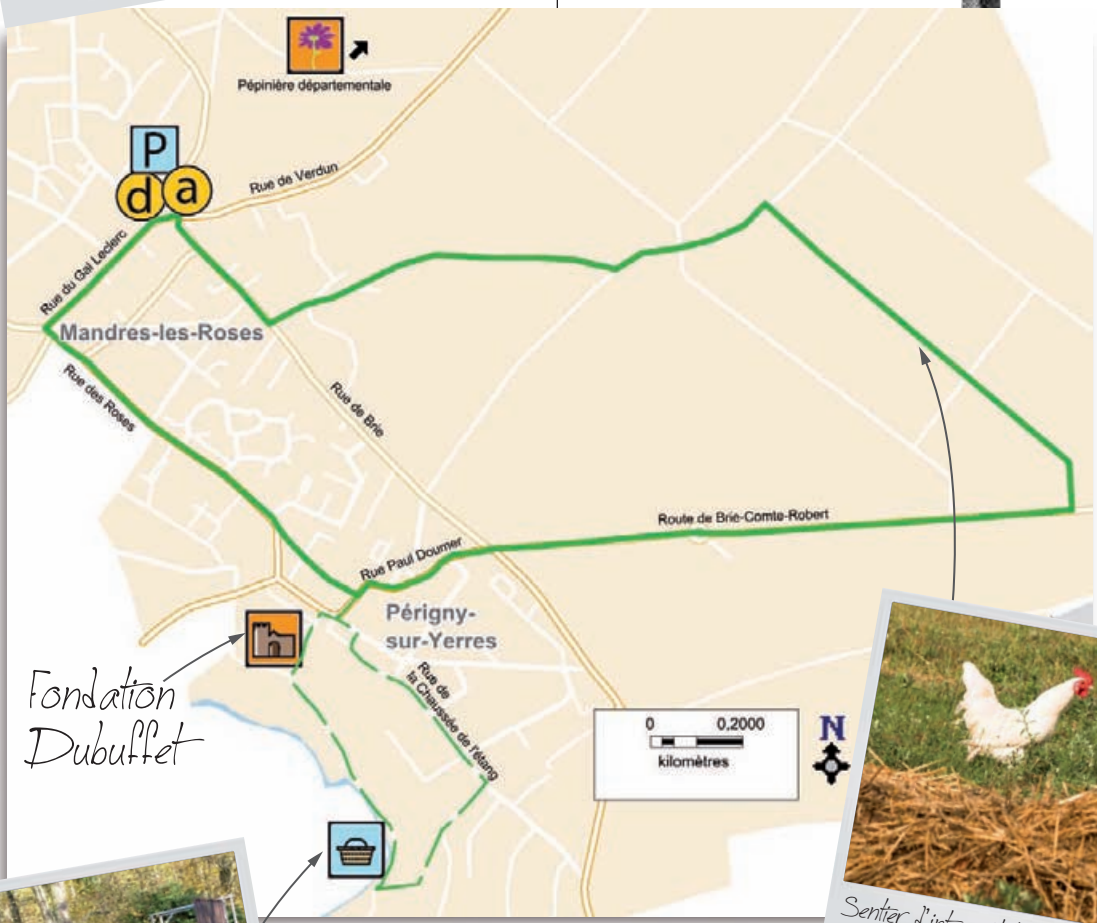 Pépinière départementale
P
d a
Rue de Verdun
Rue du Gal Leclerc
Mandres-les-Roses
Rue des Roses
Rue de Brie
Route de Brie-Comte-Robert
Rue Paul Doumer
Périgny-
sur-Yerres
Rue de
la Chaussée de l'étang
Fondation
Dubuffet
0 0,2000
kilomètres
N
Sentier